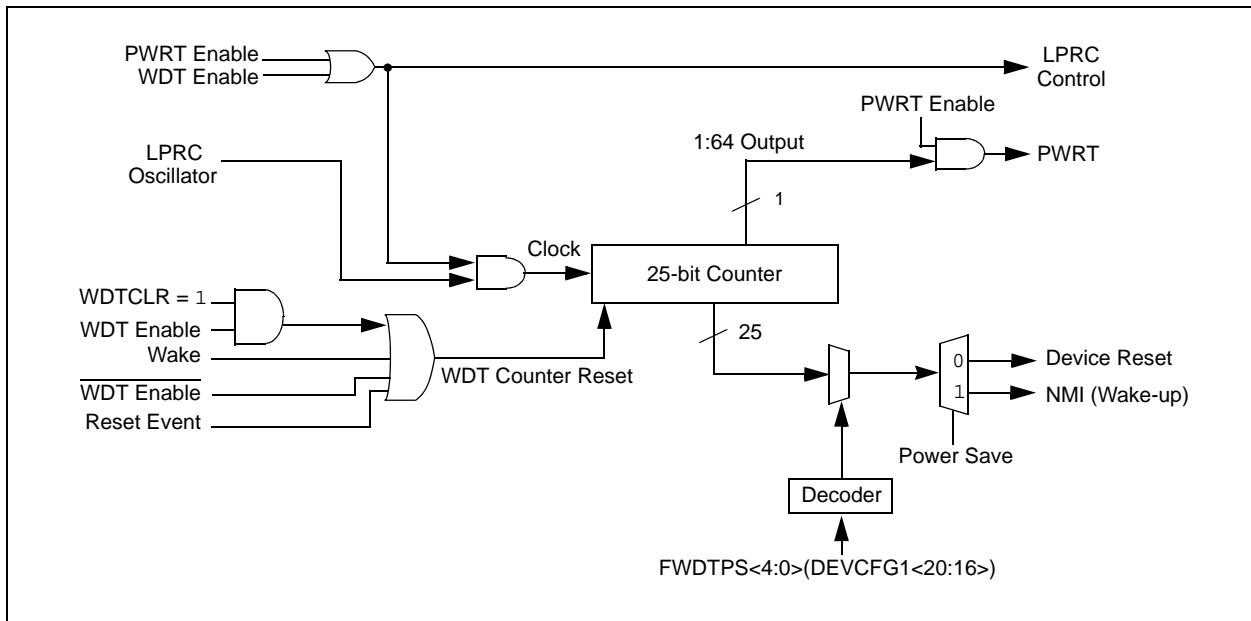 PWRT Enable
WDT Enable
LPRC
Control
PWRT Enable
1:64 Output
PWRT
LPRC
Oscillator
1
Clock
25-bit Counter
WDTCLR = 1
WDT Enable
Wake
WDT Enable
Reset Event
WDT Counter Reset
25
0
1
Device Reset
NMI (Wake-up)
Power Save
Decoder
FWDTPS<4:0>(DEVCFG1<20:16>)